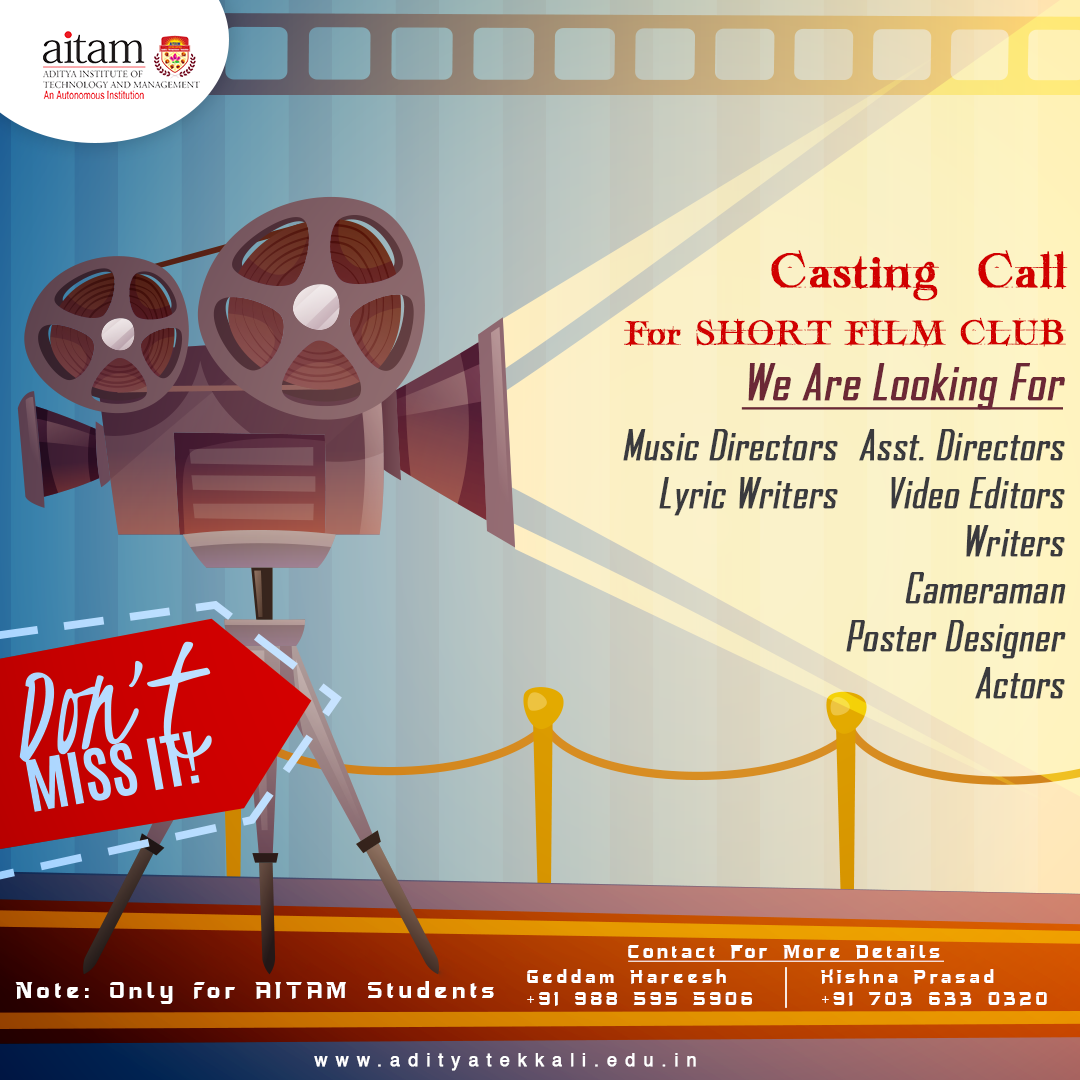 aitam
ADITYA INSTITUTE OF
TECHNOLOGY AND MANAGEMENT
An Autonomous Institution
Casting Call
For SHORT FILM CLUB
We Are Looking For
Music Directors Asst. Directors
Lyric Writers Video Editors
Writers
Cameraman
Poster Designer
Actors
Don't
MISS IT!
Note: Only for AITAM Students
Contact For More Details
Geddam Hareesh
+91 988 595 5906
Kishna Prasad
+91 703 633 0320
www.adityatekkali.edu.in